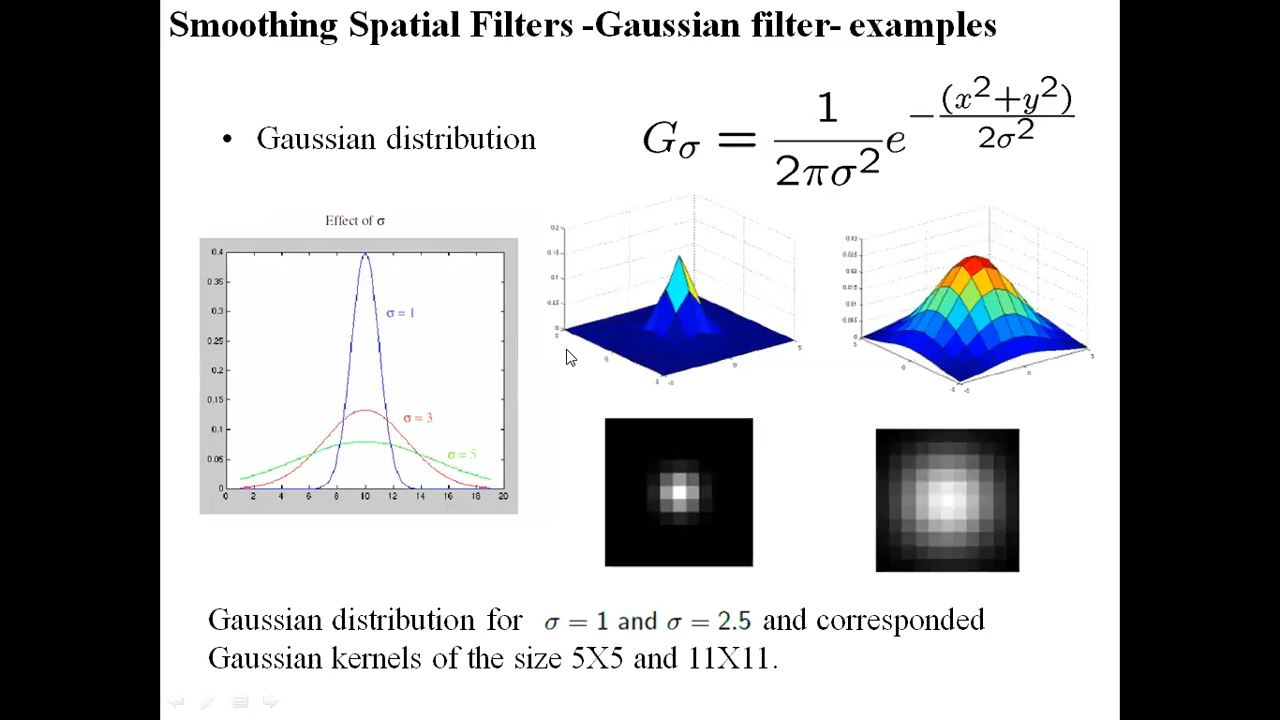 Smoothing Spatial Filters -Gaussian filter- examples
• Gaussian distribution
G_σ = 1/(2πσ²) e^(-(x²+y²)/(2σ²))
Effect of σ
0.4
0.35
0.3
0.25
0.2
0.15
0.1
0.05
0
σ = 1
σ = 3
σ = 5
0 2 4 6 8 10 12 14 16 18 20
Gaussian distribution for σ = 1 and σ = 2.5 and corresponded
Gaussian kernels of the size 5X5 and 11X11.